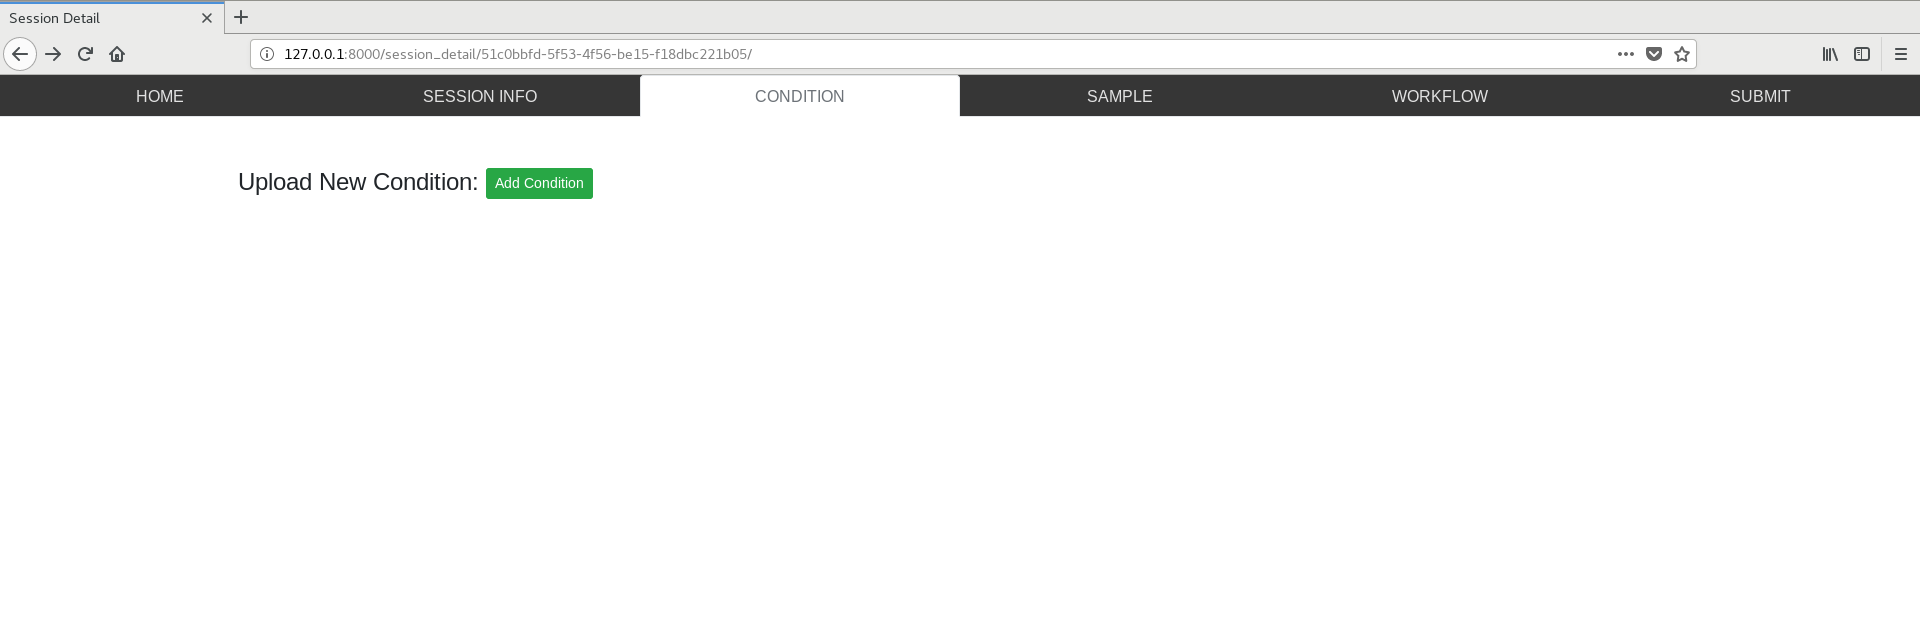 Session Detail
127.0.0.1:8000/session_detail/51c0bbfd-5f53-4f56-be15-f18dbc221b05/
HOME SESSION INFO CONDITION SAMPLE WORKFLOW SUBMIT
Upload New Condition: Add Condition